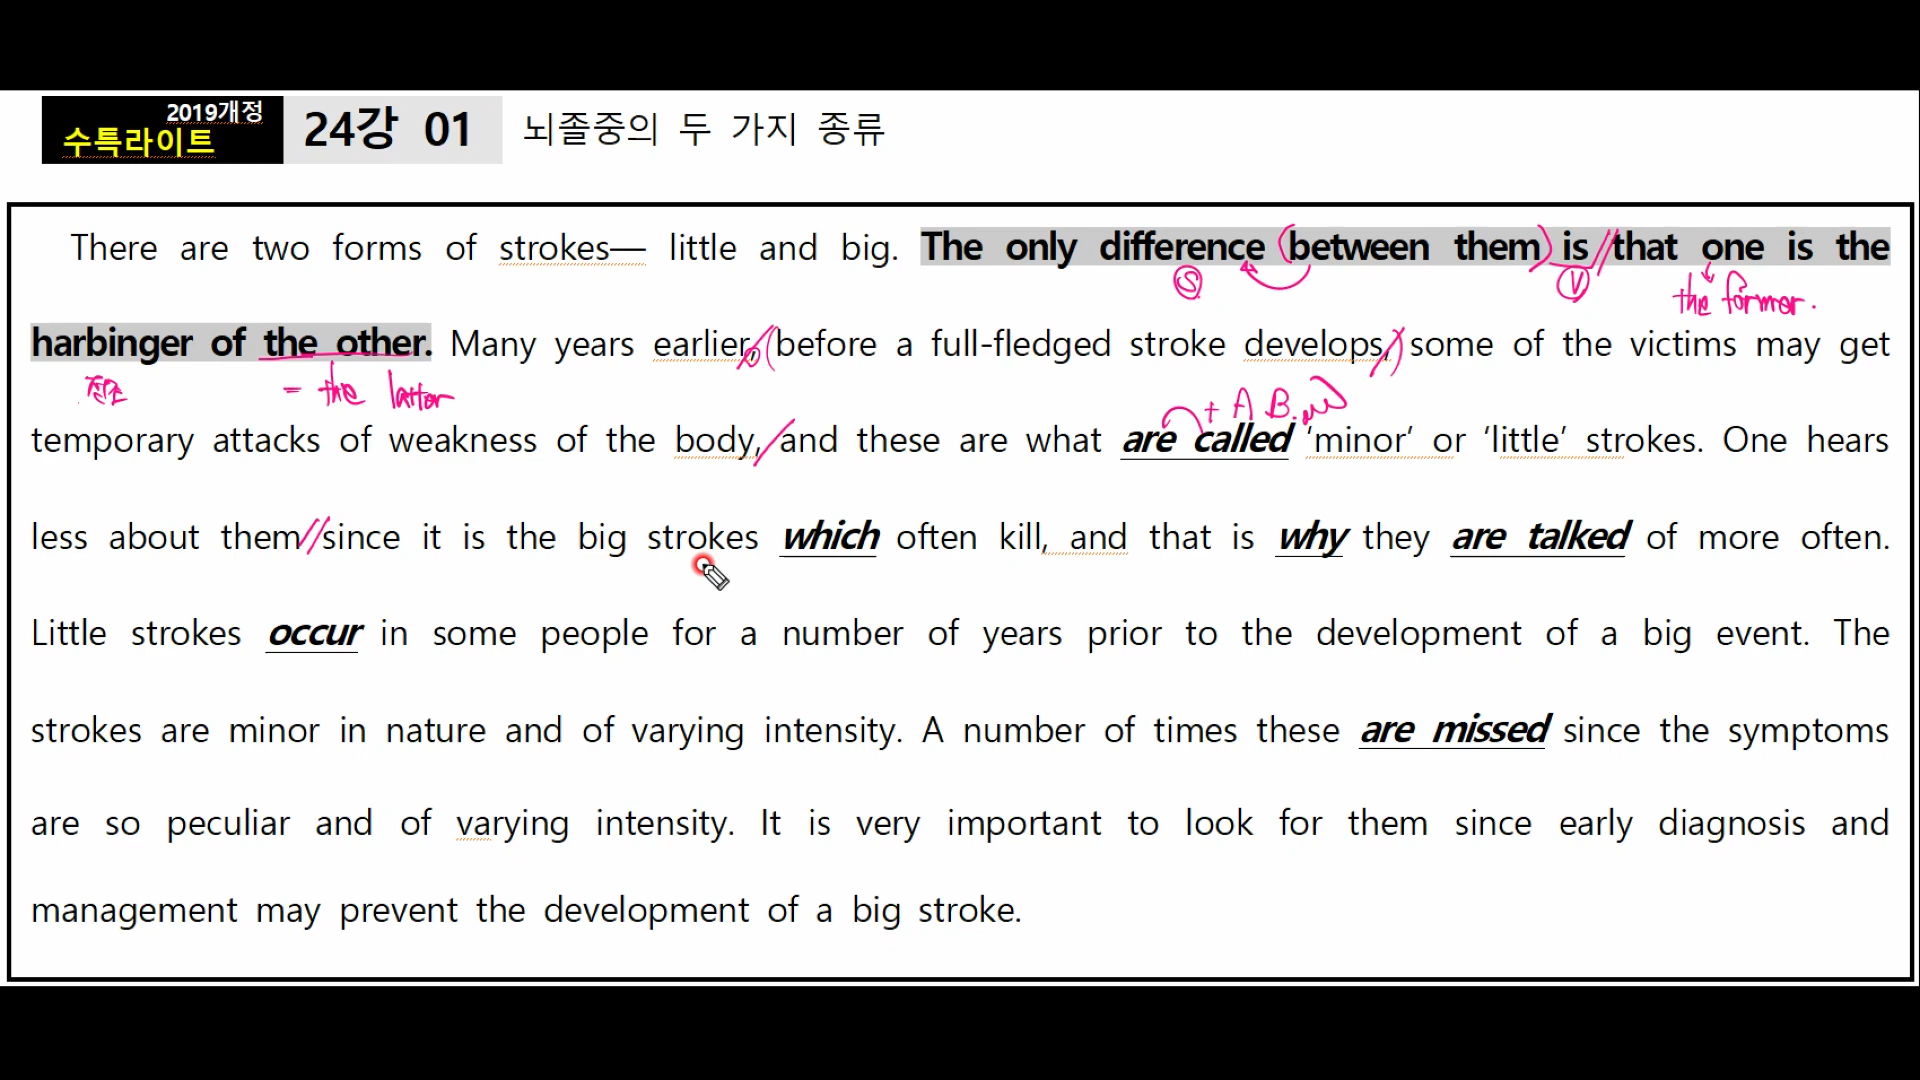 2019개정
수특라이트
24강 01 뇌졸중의 두 가지 종류
There are two forms of strokes— little and big. The only difference (between them) is // that one is the
S V the former.
harbinger of the other. Many years earlier, (before a full-fledged stroke develops,) some of the victims may get
전조 = the latter
+ A B
temporary attacks of weakness of the body, / and these are what are called ‘minor’ or ‘little’ strokes. One hears
less about them // since it is the big strokes which often kill, and that is why they are talked of more often.
Little strokes occur in some people for a number of years prior to the development of a big event. The
strokes are minor in nature and of varying intensity. A number of times these are missed since the symptoms
are so peculiar and of varying intensity. It is very important to look for them since early diagnosis and
management may prevent the development of a big stroke.